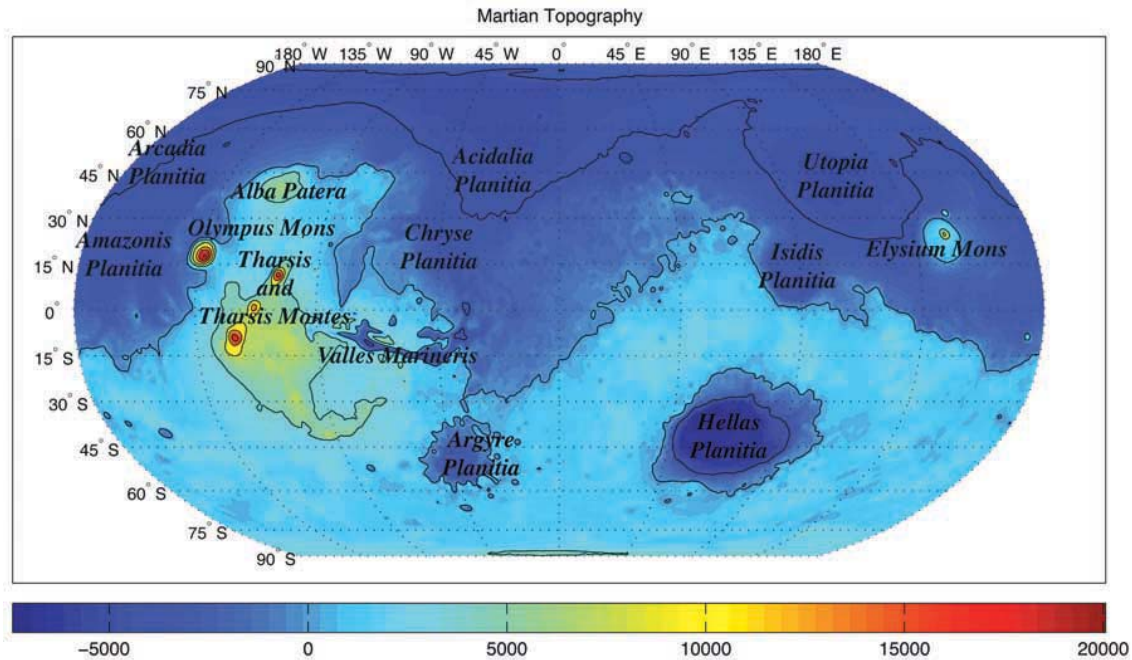 Martian Topography
180° W 135° W 90° W 45° W 0 45° E 90° E 135° E 180° E
90° N
75° N
60° N
45° N
30° N
15° N
0°
15° S
30° S
45° S
60° S
75° S
90° S
Arcadia
Planitia
Acidalia
Planitia
Utopia
Planitia
Alba Patera
Olympus Mons
Amazonis
Planitia
Tharsis
and
Tharsis Montes
Chryse
Planitia
Isidis
Planitia
Elysium Mons
Valles Marineris
Argyre
Planitia
Hellas
Planitia
−5000 0 5000 10000 15000 20000